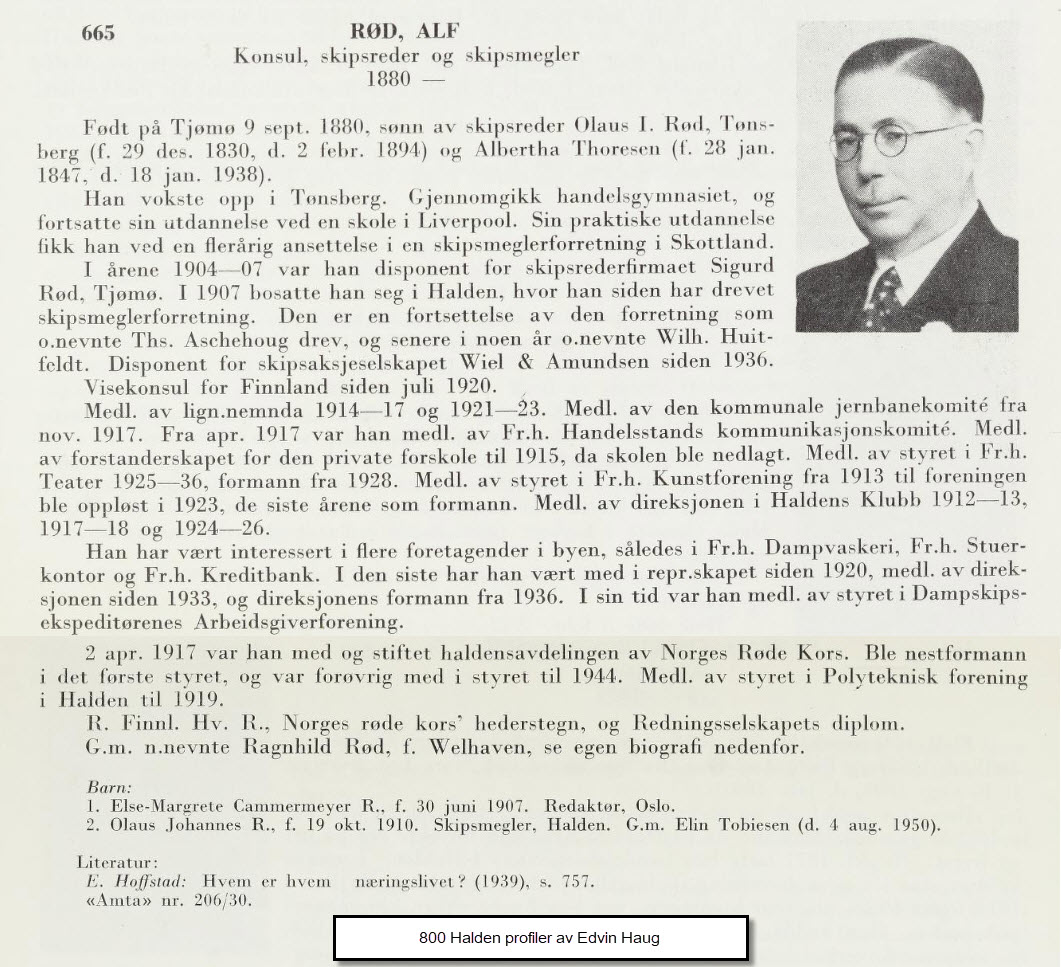 665
RØD, ALF
Konsul, skipsreder og skipsmegler
1880 —
Født på Tjømø 9 sept. 1880, sønn av skipsreder Olaus I. Rød, Tøns-
berg (f. 29 des. 1830, d. 2 febr. 1894) og Albertha Thoresen (f. 28 jan.
1847, d. 18 jan. 1938).
Han vokste opp i Tønsberg. Gjennomgikk handelsgymnasiet, og
fortsatte sin utdannelse ved en skole i Liverpool. Sin praktiske utdannelse
fikk han ved en flerårig ansettelse i en skipsmeglerforretning i Skottland.
I årene 1904—07 var han disponent for skipsrederfirmaet Sigurd
Rød, Tjømø. I 1907 bosatte han seg i Halden, hvor han siden har drevet
skipsmeglerforretning. Den er en fortsettelse av den forretning som
o.nevnte Ths. Aschehoug drev, og senere i noen år o.nevnte Wilh. Huit-
feldt. Disponent for skipsaksjeselskapet Wiel & Amundsen siden 1936.
Visekonsul for Finnland siden juli 1920.
Medl. av lign.nemnda 1914—17 og 1921—23. Medl. av den kommunale jernbanekomité fra
nov. 1917. Fra apr. 1917 var han medl. av Fr.h. Handelsstands kommunikasjonskomité. Medl.
av forstanderskapet for den private forskole til 1915, da skolen ble nedlagt. Medl. av styret i Fr.h.
Teater 1925—36, formann fra 1928. Medl. av styret i Fr.h. Kunstforening fra 1913 til foreningen
ble oppløst i 1923, de siste årene som formann. Medl. av direksjonen i Haldens Klubb 1912—13,
1917—18 og 1924—26.
Han har vært interessert i flere foretagender i byen, således i Fr.h. Dampvaskeri, Fr.h. Stuer-
kontor og Fr.h. Kreditbank. I den siste har han vært med i repr.skapet siden 1920, medl. av direk-
sjonen siden 1933, og direksjonens formann fra 1936. I sin tid var han medl. av styret i Dampskips-
ekspeditørenes Arbeidsgiverforening.
2 apr. 1917 var han med og stiftet haldensavdelingen av Norges Røde Kors. Ble nestformann
i det første styret, og var forøvrig med i styret til 1944. Medl. av styret i Polyteknisk forening
i Halden til 1919.
R. Finnl. Hv. R., Norges røde kors' hederstegn, og Redningsselskapets diplom.
G.m. n.nevnte Ragnhild Rød, f. Welhaven, se egen biografi nedenfor.
Barn:
1. Else-Margrete Cammermeyer R., f. 30 juni 1907. Redaktør, Oslo.
2. Olaus Johannes R., f. 19 okt. 1910. Skipsmegler, Halden. G.m. Elin Tobiesen (d. 4 aug. 1950).
Literatur:
E. Hoffstad: Hvem er hvem næringslivet? (1939), s. 757.
«Amta» nr. 206/30.
800 Halden profiler av Edvin Haug